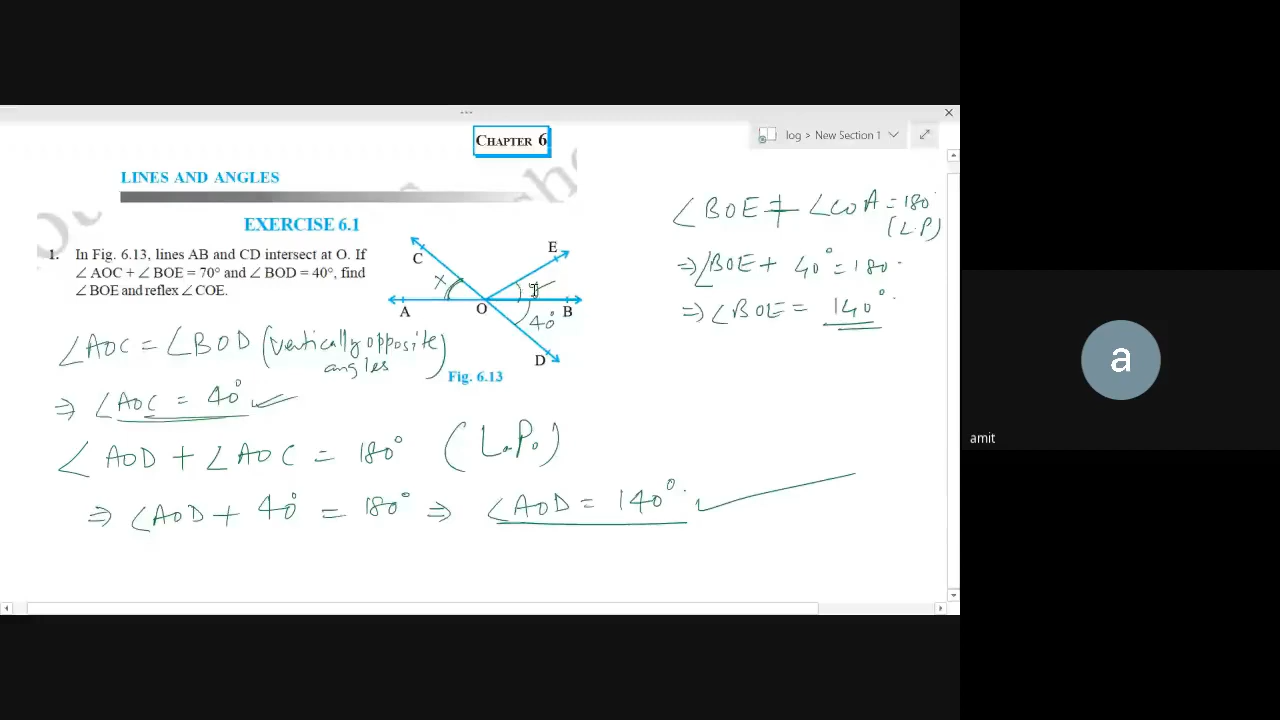 CHAPTER 6
log > New Section 1
LINES AND ANGLES
EXERCISE 6.1
1. In Fig. 6.13, lines AB and CD intersect at O. If
∠ AOC + ∠ BOE = 70° and ∠ BOD = 40°, find
∠ BOE and reflex ∠ COE.
C
E
x
A
O
B
40°
D
Fig. 6.13
∠AOC = ∠BOD (vertically opposite
angles)
⇒ ∠AOC = 40°
∠AOD + ∠AOC = 180° (L.P.)
⇒ ∠AOD + 40° = 180° ⇒ ∠AOD = 140°
∠BOE + ∠COA = 180°
(L.P)
⇒ ∠BOE + 40° = 180°
⇒ ∠BOE = 140°
a
amit